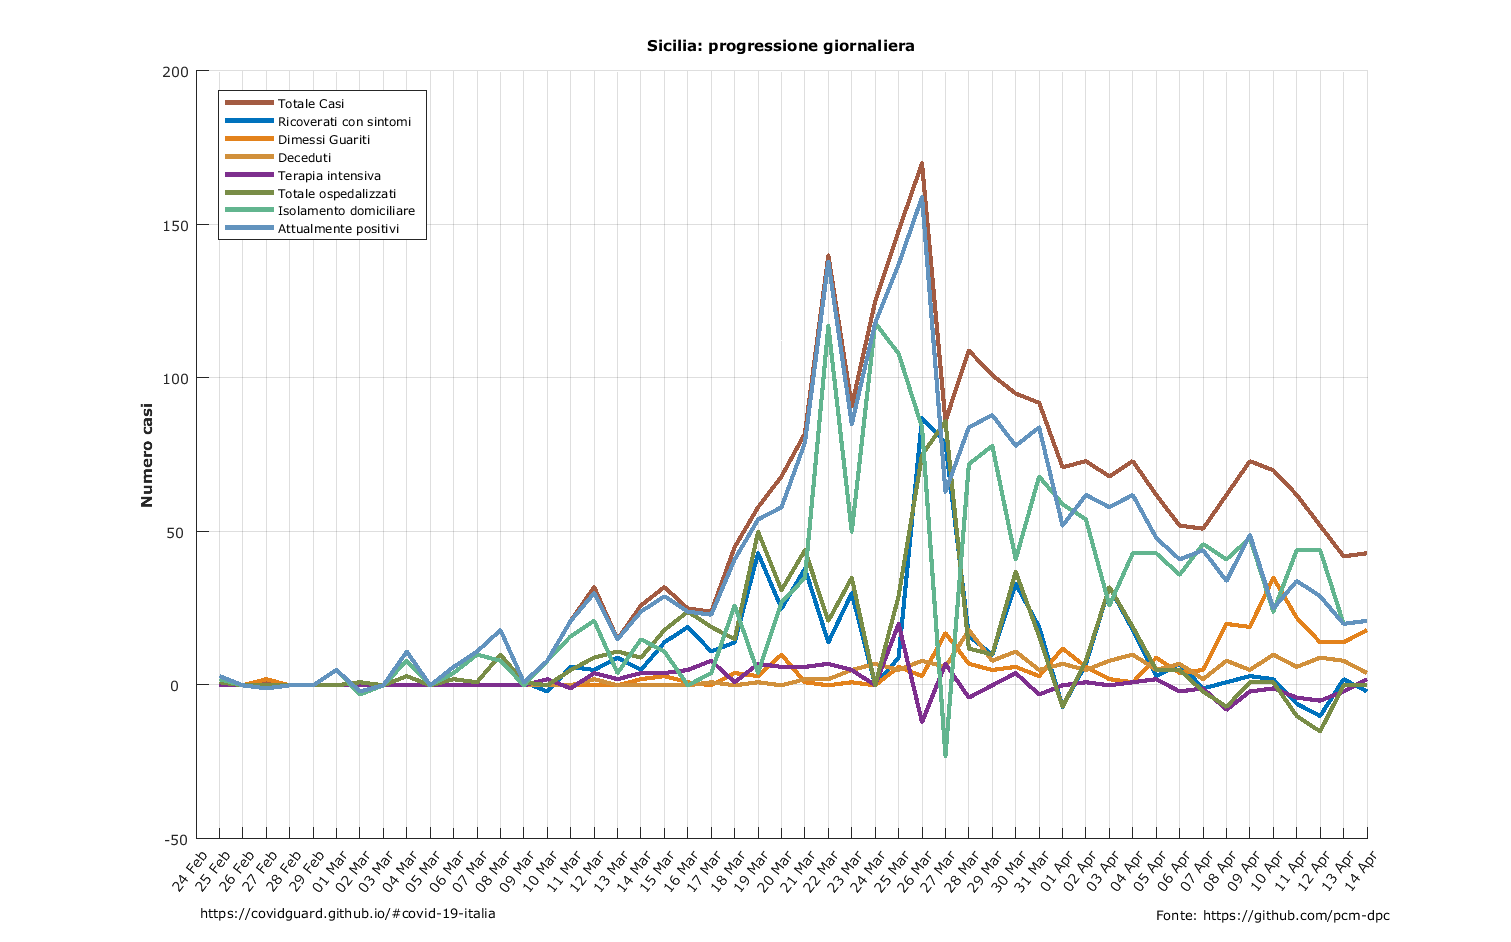 Sicilia: progressione giornaliera
200
150
100
50
0
-50
Numero casi
Totale Casi
Ricoverati con sintomi
Dimessi Guariti
Deceduti
Terapia intensiva
Totale ospedalizzati
Isolamento domiciliare
Attualmente positivi
24 Feb
25 Feb
26 Feb
27 Feb
28 Feb
29 Feb
01 Mar
02 Mar
03 Mar
04 Mar
05 Mar
06 Mar
07 Mar
08 Mar
09 Mar
10 Mar
11 Mar
12 Mar
13 Mar
14 Mar
15 Mar
16 Mar
17 Mar
18 Mar
19 Mar
20 Mar
21 Mar
22 Mar
23 Mar
24 Mar
25 Mar
26 Mar
27 Mar
28 Mar
29 Mar
30 Mar
31 Mar
01 Apr
02 Apr
03 Apr
04 Apr
05 Apr
06 Apr
07 Apr
08 Apr
09 Apr
10 Apr
11 Apr
12 Apr
13 Apr
14 Apr
https://covidguard.github.io/#covid-19-italia
Fonte: https://github.com/pcm-dpc